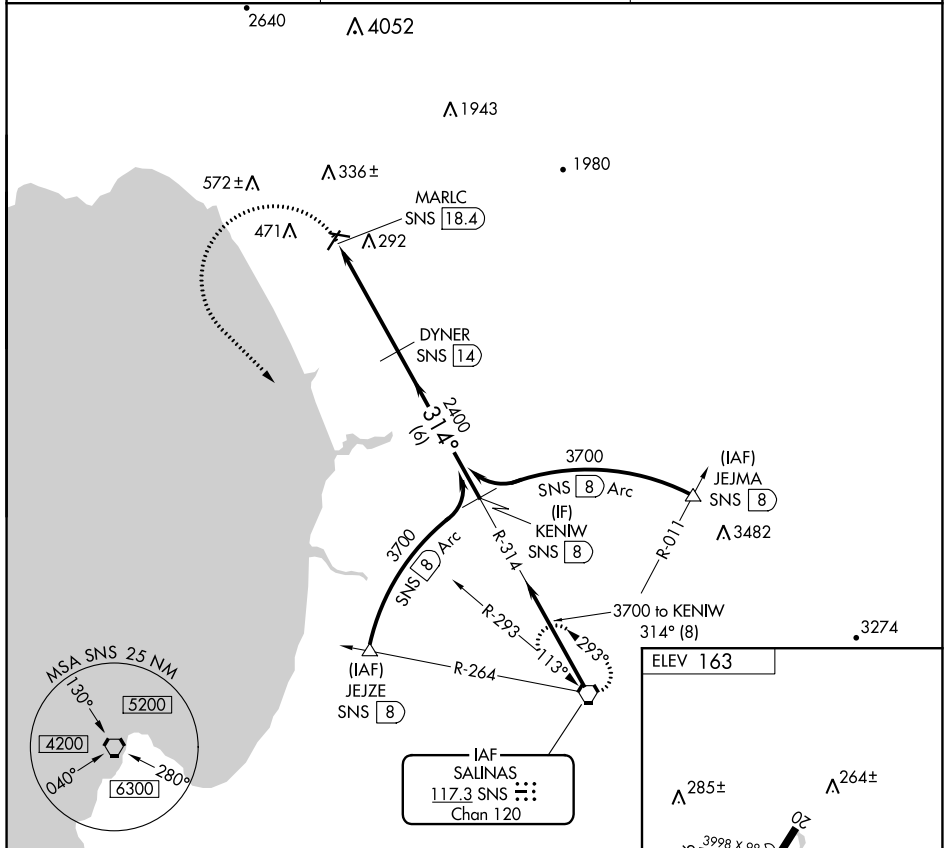 2640
4052
1943
1980
336±
572±
MARLC
SNS 18.4
471
292
DYNER
SNS 14
2400
314°
(6)
3700
SNS 8 Arc
(IAF)
JEJMA
SNS 8
(IF)
KENIW
SNS 8
3482
R-011
R-314
3700
SNS 8 Arc
3700 to KENIW
314° (8)
R-293
113°
293°
3274
(IAF)
JEJZE
SNS 8
R-264
MSA SNS 25 NM
130°
5200
4200
040°
280°
6300
IAF
SALINAS
117.3 SNS
Chan 120
ELEV 163
285±
264±
20
3998 X